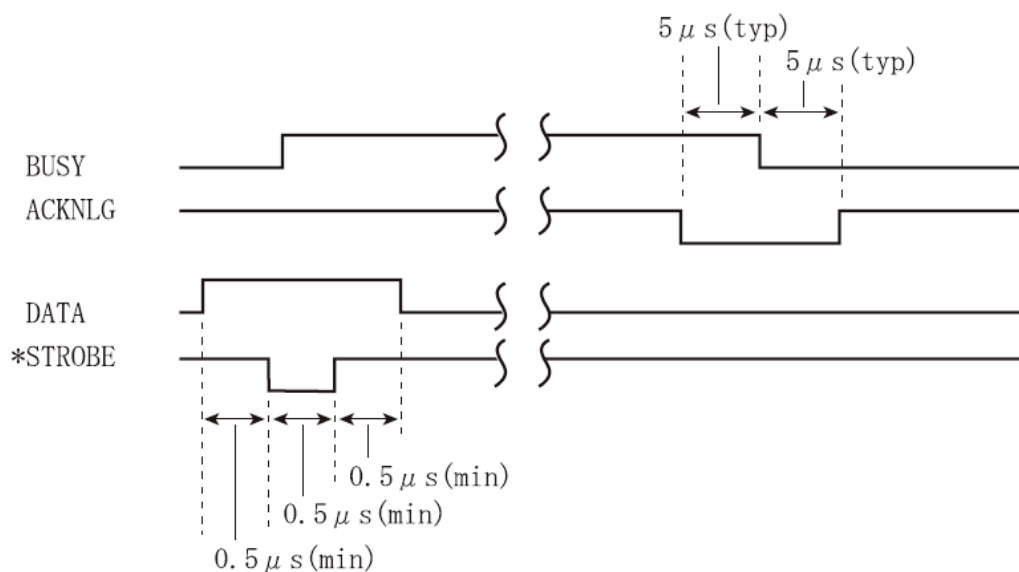 5μs(typ)
5μs(typ)
BUSY
ACKNLG
DATA
*STROBE
0.5μs(min)
0.5μs(min)
0.5μs(min)